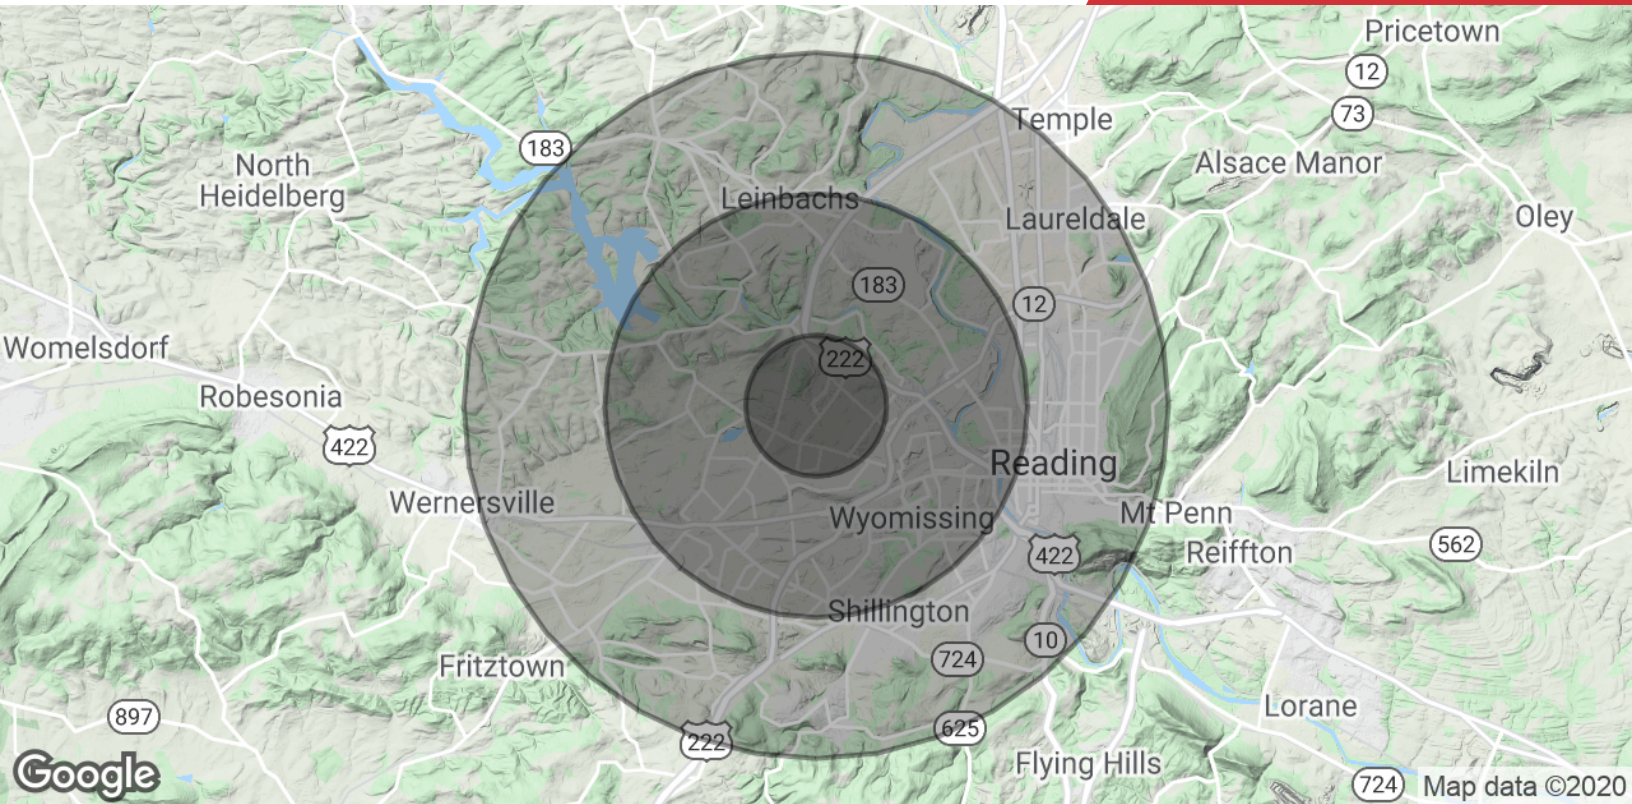 Pricetown
12
73
Temple
183
Alsace Manor
North
Heidelberg
Leinbachs
Laureldale
Oley
183
12
Womelsdorf
222
Robesonia
422
Reading
Limekiln
Wernersville
Wyomissing
Mt Penn
422
Reiffton
562
Shillington
10
724
Fritztown
897
Lorane
625
222
Flying Hills
Google
724
Map data ©2020